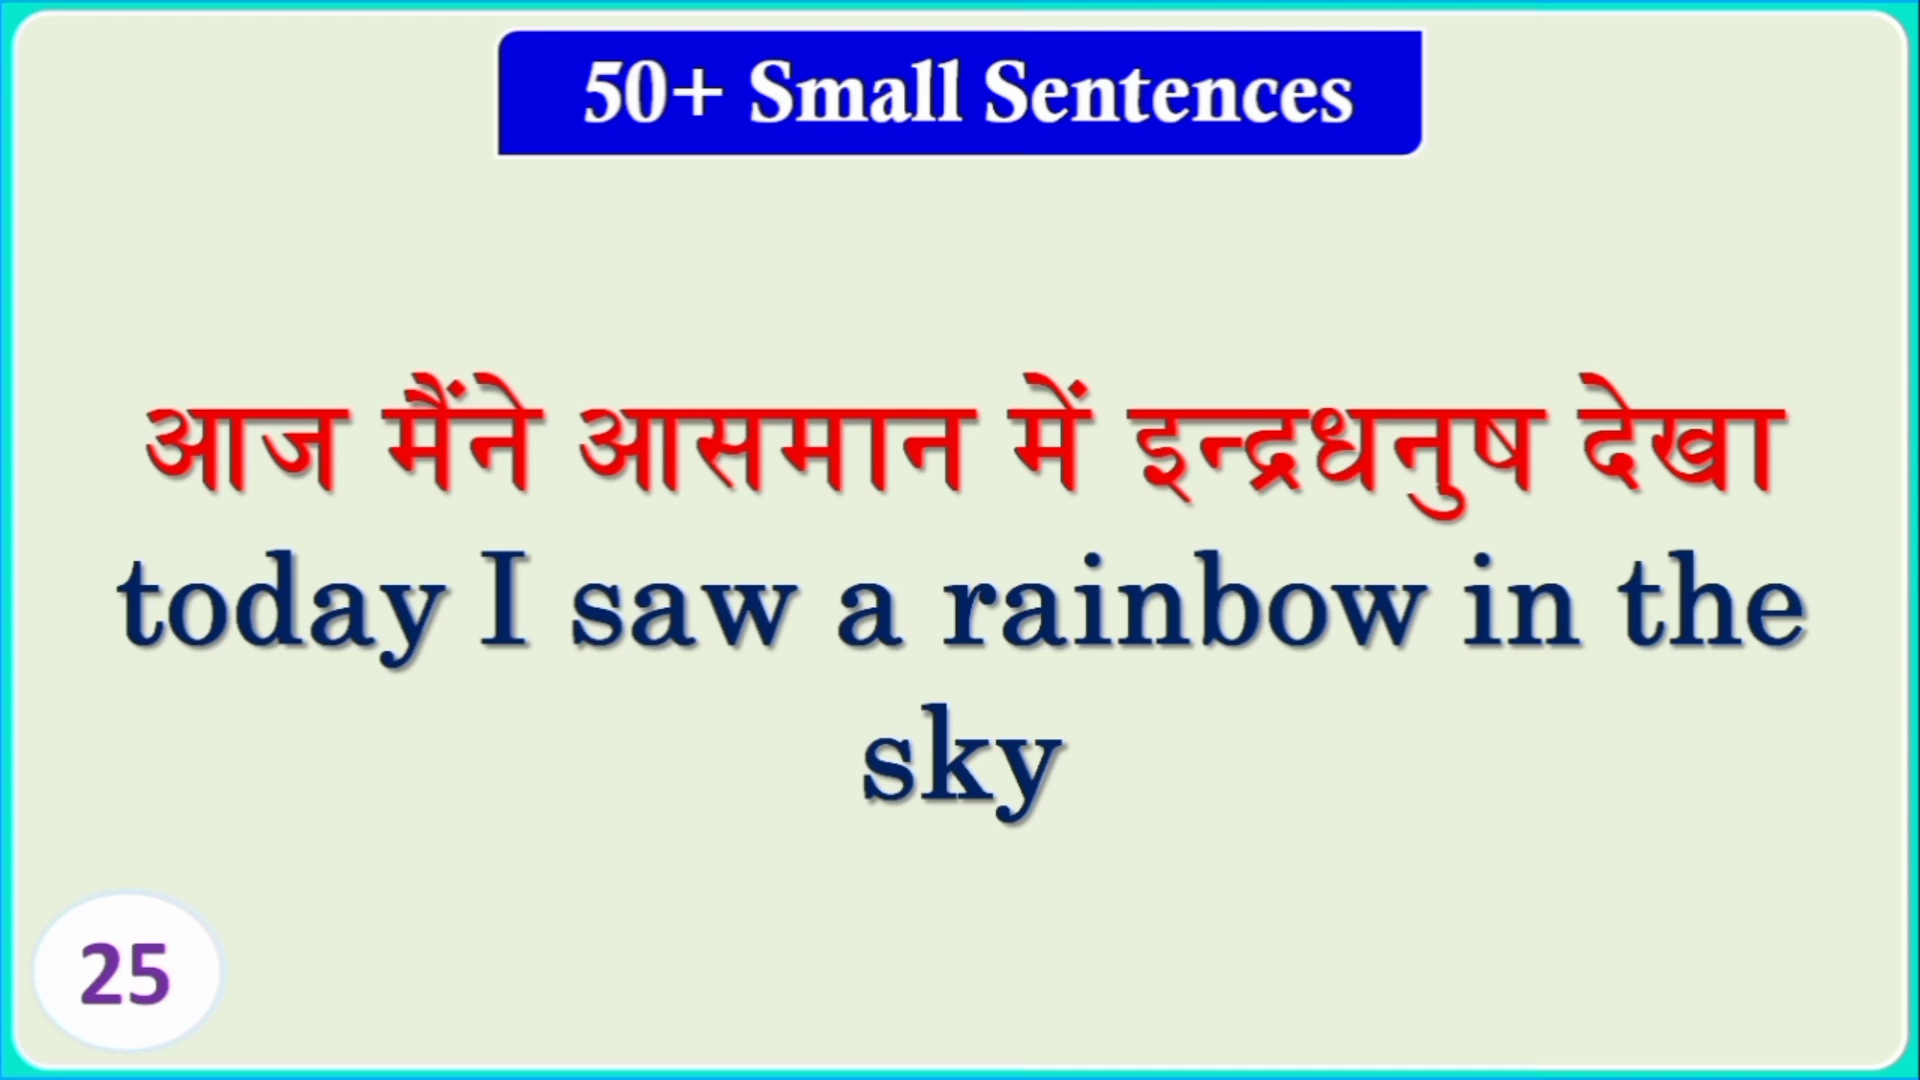 50+ Small Sentences
आज मैंने आसमान में इन्द्रधनुष देखा
today I saw a rainbow in the
sky
25